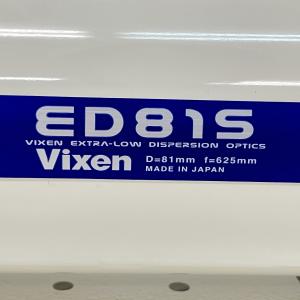 ED81S
VIXEN EXTRA-LOW DISPERSION OPTICS
Vixen D=81mm f=625mm
MADE IN JAPAN